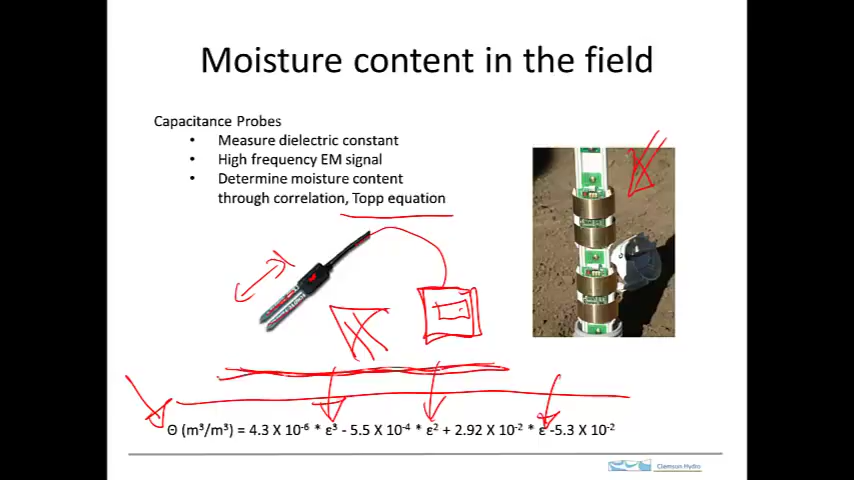 Moisture content in the field
Capacitance Probes
• Measure dielectric constant
• High frequency EM signal
• Determine moisture content
through correlation, Topp equation
Θ (m³/m³) = 4.3 X 10⁻⁶ * ε³ - 5.5 X 10⁻⁴ * ε² + 2.92 X 10⁻² * ε -5.3 X 10⁻²
Clemson Hydro